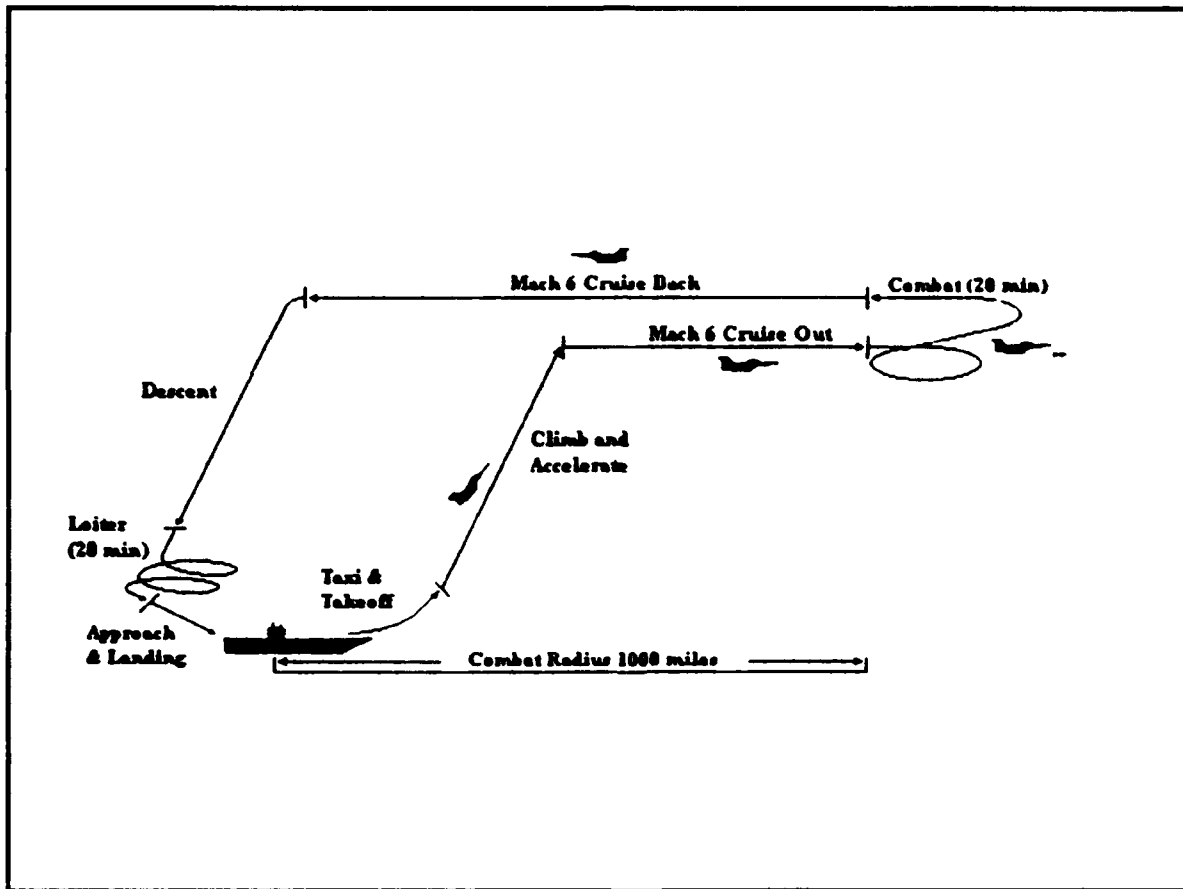 Mach 6 Cruise Back
Combat (20 min)
Mach 6 Cruise Out
Descent
Climb and
Accelerate
Loiter
(20 min)
Taxi &
Takeoff
Approach
& Landing
Combat Radius 1000 miles